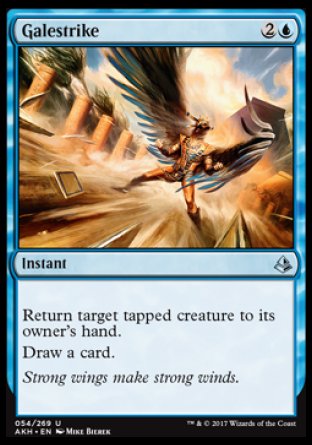 Galestrike 2
Instant
Return target tapped creature to its
owner's hand.
Draw a card.
Strong wings make strong winds.
054/269 U
AKH • EN Mike Bierek ™ & © 2017 Wizards of the Coast